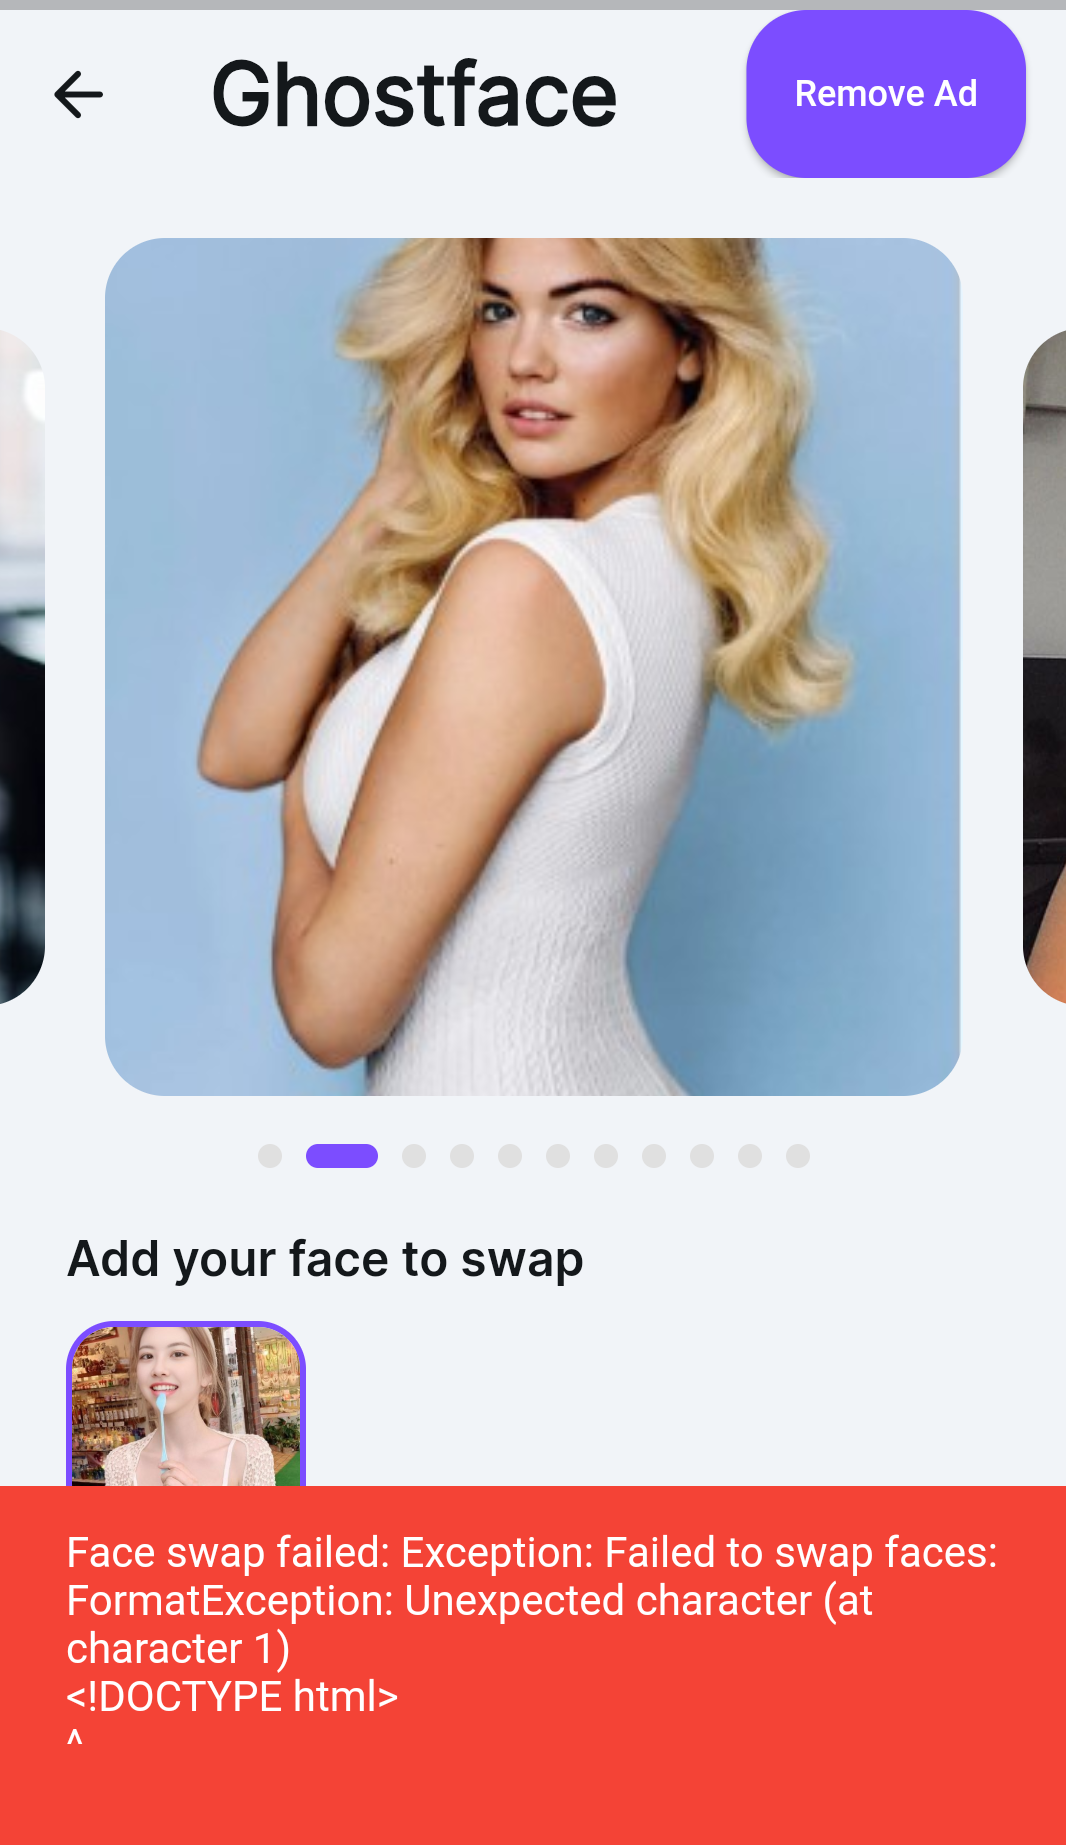 Ghostface
Remove Ad
Add your face to swap
Face swap failed: Exception: Failed to swap faces:
FormatException: Unexpected character (at
character 1)
<!DOCTYPE html>
^